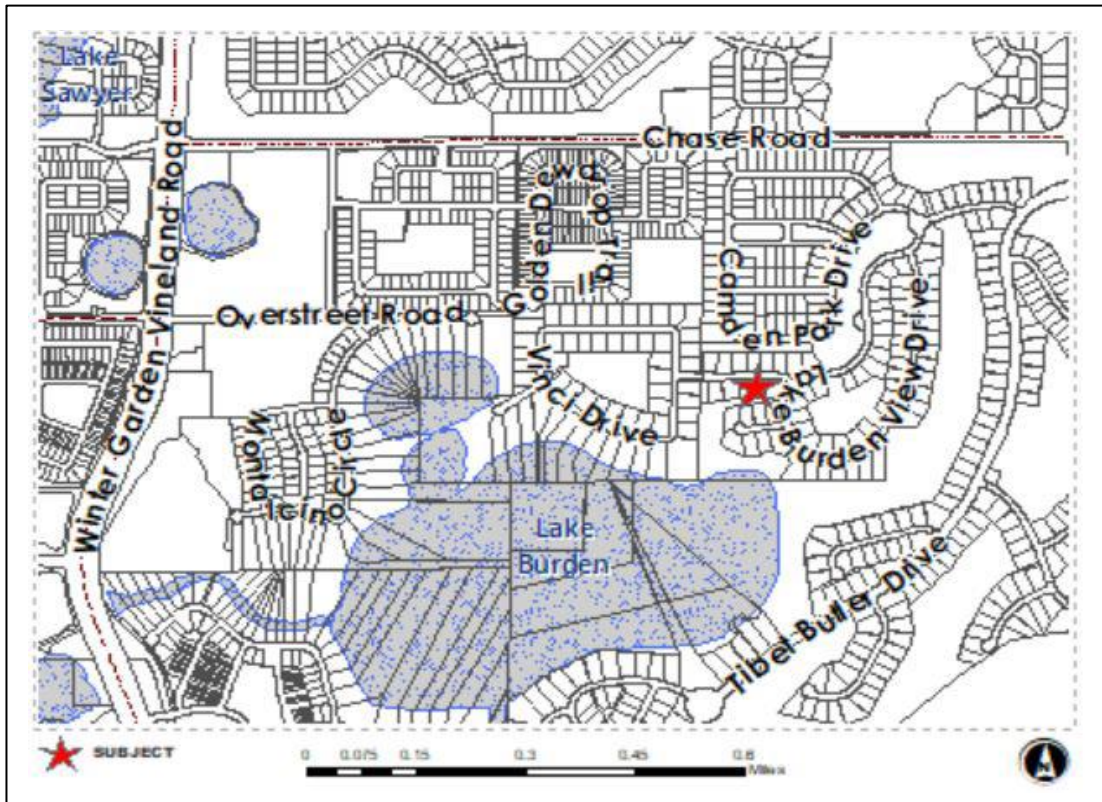 Lake
Sawyer
Chase Road
Winter Garden Vineland Road
Golden Dewdrop Trail
Camden Park Drive
Overstreet Road
Vinci Drive
Lake Burden View Drive
Montalcino Circle
Lake
Burden
Tibet Butler Drive
SUBJECT
0 0.075 0.15 0.3 0.45 0.6
Miles
N